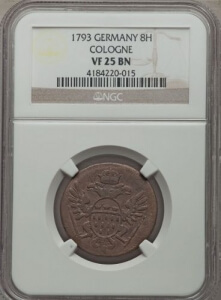 1793 GERMANY 8H
COLOGNE
VF 25 BN
4184220-015
NGC